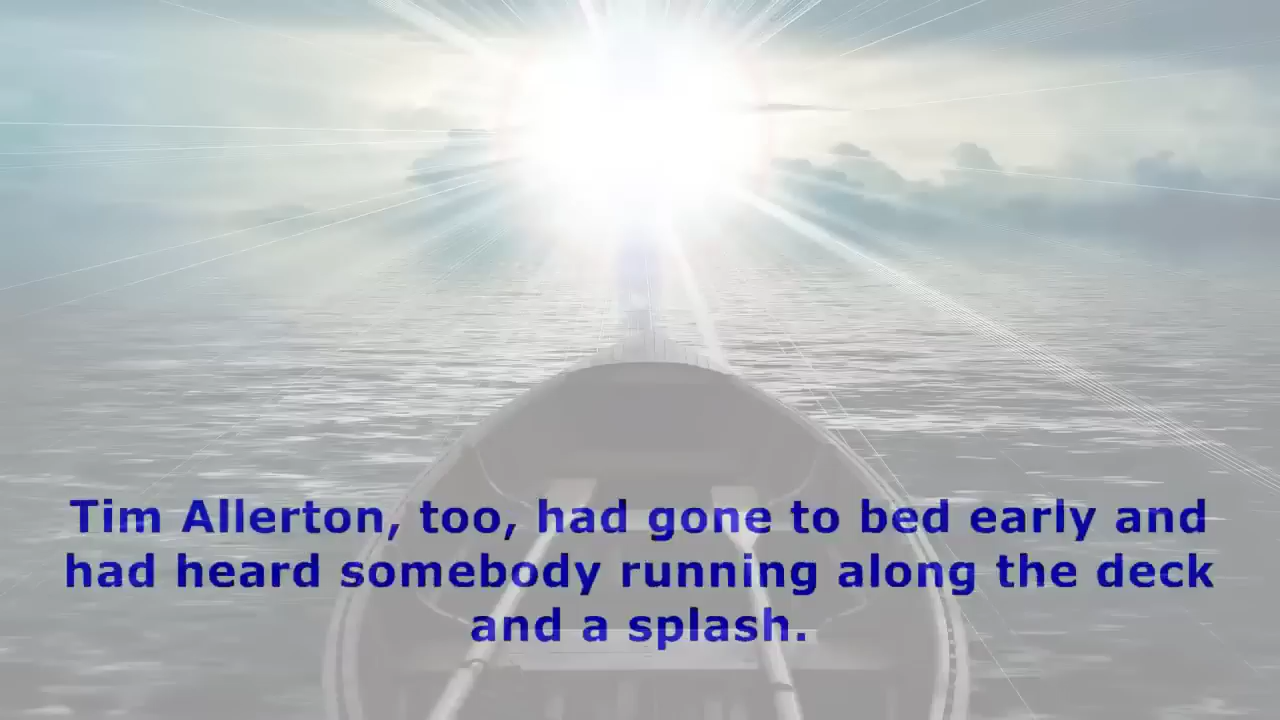 Tim Allerton, too, had gone to bed early and
had heard somebody running along the deck
and a splash.